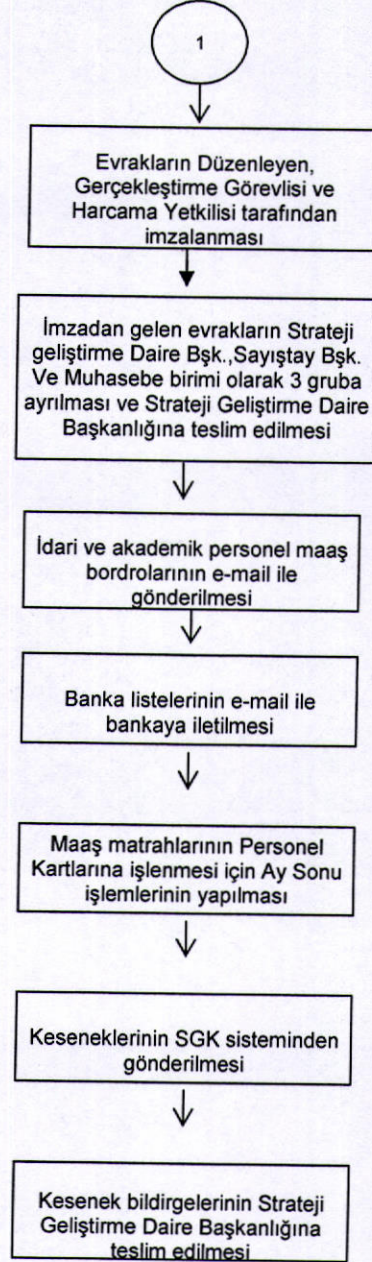 1
Evrakların Düzenleyen,
Gerçekleştirme Görevlisi ve
Harcama Yetkilisi tarafından
imzalanması
İmzadan gelen evrakların Strateji
geliştirme Daire Bşk.,Sayıştay Bşk.
Ve Muhasebe birimi olarak 3 gruba
ayrılması ve Strateji Geliştirme Daire
Başkanlığına teslim edilmesi
İdari ve akademik personel maaş
bordrolarının e-mail ile
gönderilmesi
Banka listelerinin e-mail ile
bankaya iletilmesi
Maaş matrahlarının Personel
Kartlarına işlenmesi için Ay Sonu
işlemlerinin yapılması
Keseneklerinin SGK sisteminden
gönderilmesi
Kesenek bildirgelerinin Strateji
Geliştirme Daire Başkanlığına
teslim edilmesi